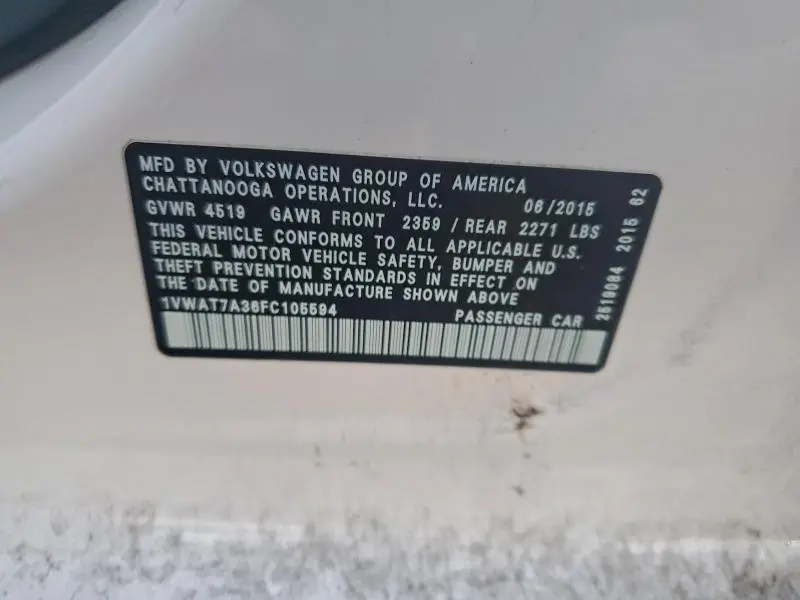 MFD BY VOLKSWAGEN GROUP OF AMERICA
CHATTANOOGA OPERATIONS, LLC. 06/2015
GVWR 4519 GAWR FRONT 2359 / REAR 2271 LBS
THIS VEHICLE CONFORMS TO ALL APPLICABLE U.S.
FEDERAL MOTOR VEHICLE SAFETY, BUMPER AND
THEFT PREVENTION STANDARDS IN EFFECT ON
THE DATE OF MANUFACTURE SHOWN ABOVE
1VWAT7A36FC105594 PASSENGER CAR
2519084 2015 62